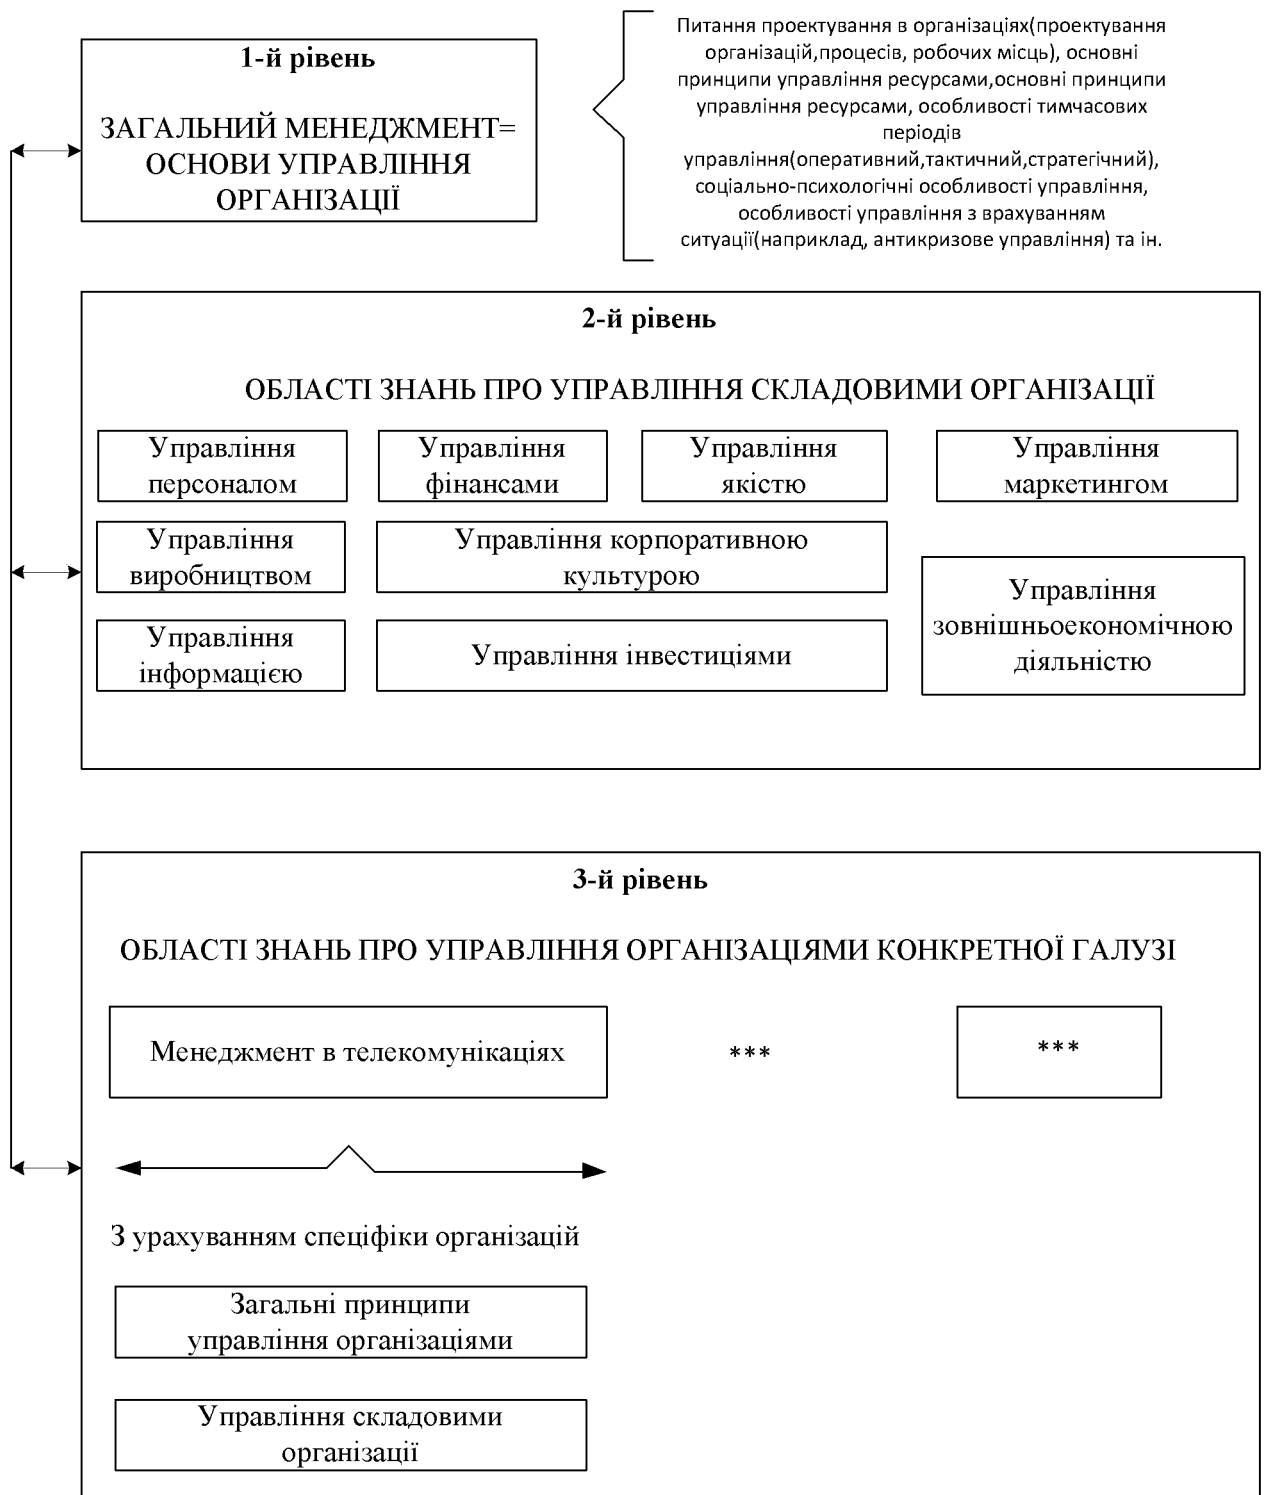 1-й рівень
ЗАГАЛЬНИЙ МЕНЕДЖМЕНТ=
ОСНОВИ УПРАВЛІННЯ
ОРГАНІЗАЦІЇ
Питання проектування в організаціях(проектування
організацій,процесів, робочих місць), основні
принципи управління ресурсами,основні принципи
управління ресурсами, особливості тимчасових
періодів
управління(оперативний,тактичний,стратегічний),
соціально-психологічні особливості управління,
особливості управління з врахуванням
ситуації(наприклад, антикризове управління) та ін.
2-й рівень
ОБЛАСТІ ЗНАНЬ ПРО УПРАВЛІННЯ СКЛАДОВИМИ ОРГАНІЗАЦІЇ
Управління
персоналом
Управління
фінансами
Управління
якістю
Управління
маркетингом
Управління
виробництвом
Управління корпоративною
культурою
Управління
зовнішньоекономічною
діяльністю
Управління
інформацією
Управління інвестиціями
3-й рівень
ОБЛАСТІ ЗНАНЬ ПРО УПРАВЛІННЯ ОРГАНІЗАЦІЯМИ КОНКРЕТНОЇ ГАЛУЗІ
Менеджмент в телекомунікаціях
***
***
З урахуванням спеціфіки організацій
Загальні принципи
управління організаціями
Управління складовими
організації